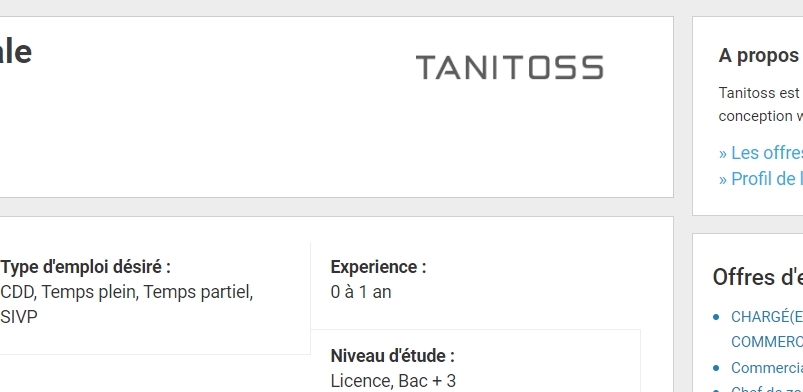 ale
TANITOSS
Type d'emploi désiré :
CDD, Temps plein, Temps partiel,
SIVP
Experience :
0 à 1 an
Niveau d'étude :
Licence, Bac + 3
A propos
Tanitoss est
conception w
» Les offres
» Profil de l
Offres d'e
• CHARGÉ(E
COMMERC
• Commercia
• Chef de zo